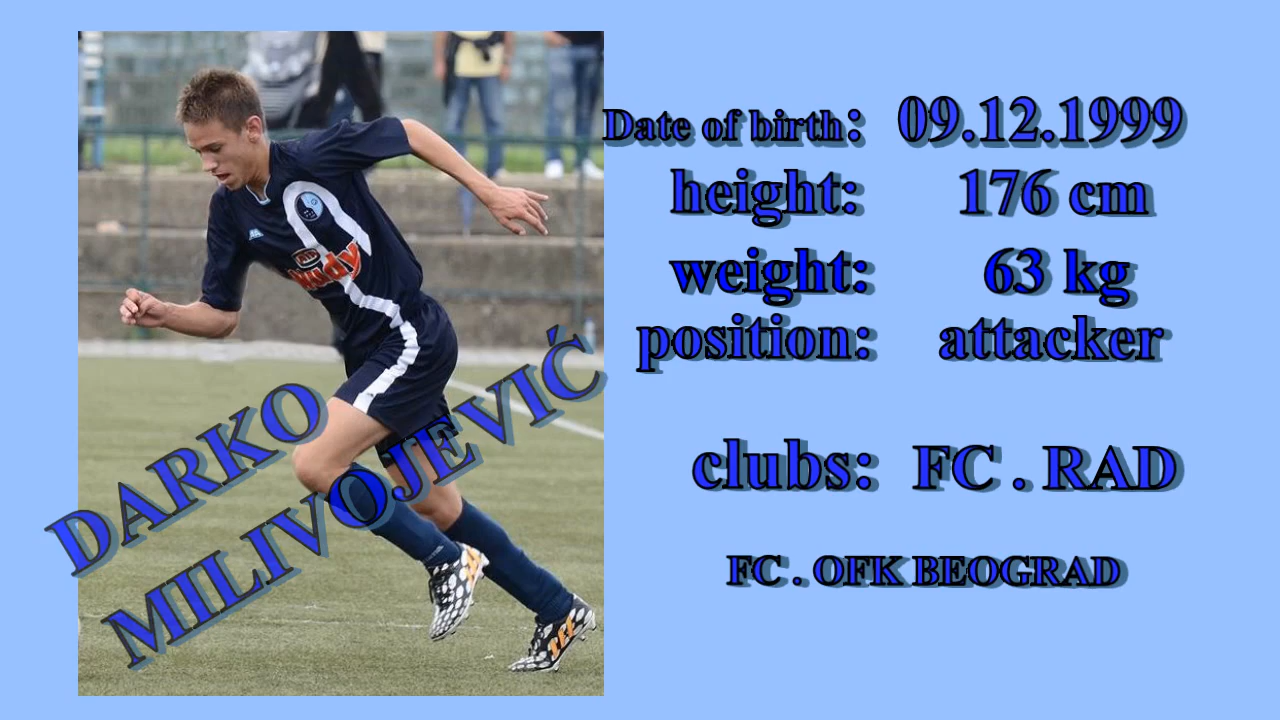 DARKO
MILIVOJEVIĆ
Date of birth: 09.12.1999
height: 176 cm
weight: 63 kg
position: attacker
clubs: FC . RAD
FC . OFK BEOGRAD